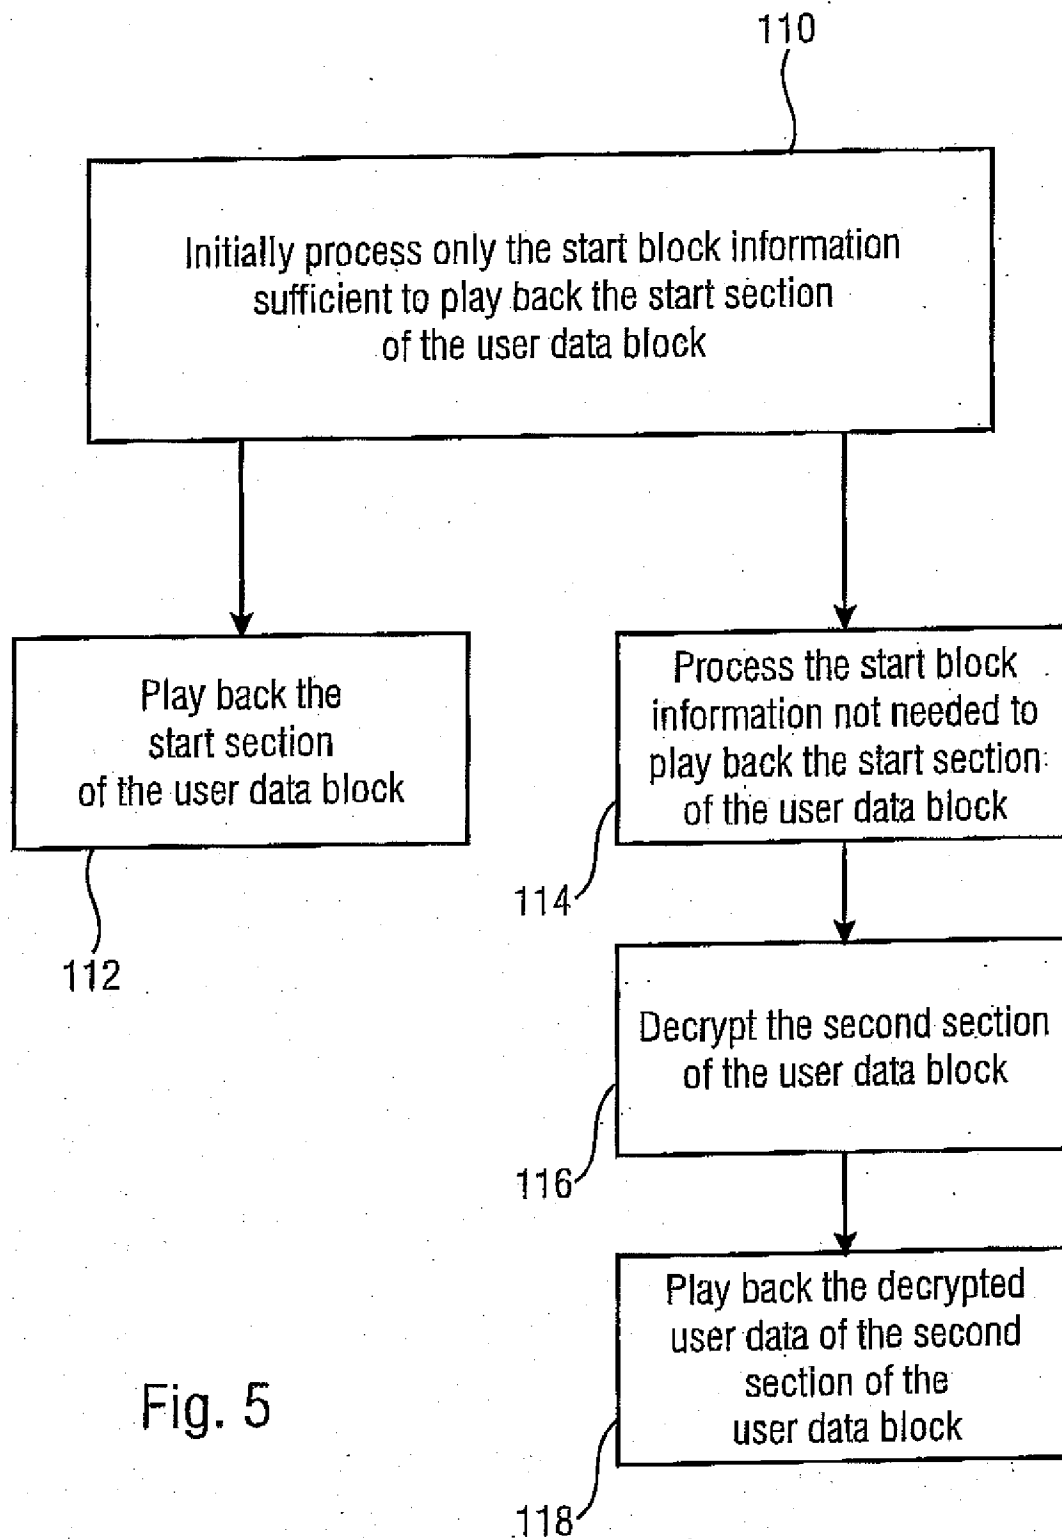 110
Initially process only the start block information
sufficient to play back the start section
of the user data block
Play back the
start section
of the user data block
112
Process the start block
information not needed to
play back the start section
of the user data block
114
Decrypt the second section
of the user data block
116
Play back the decrypted
user data of the second
section of the
user data block
118
Fig. 5